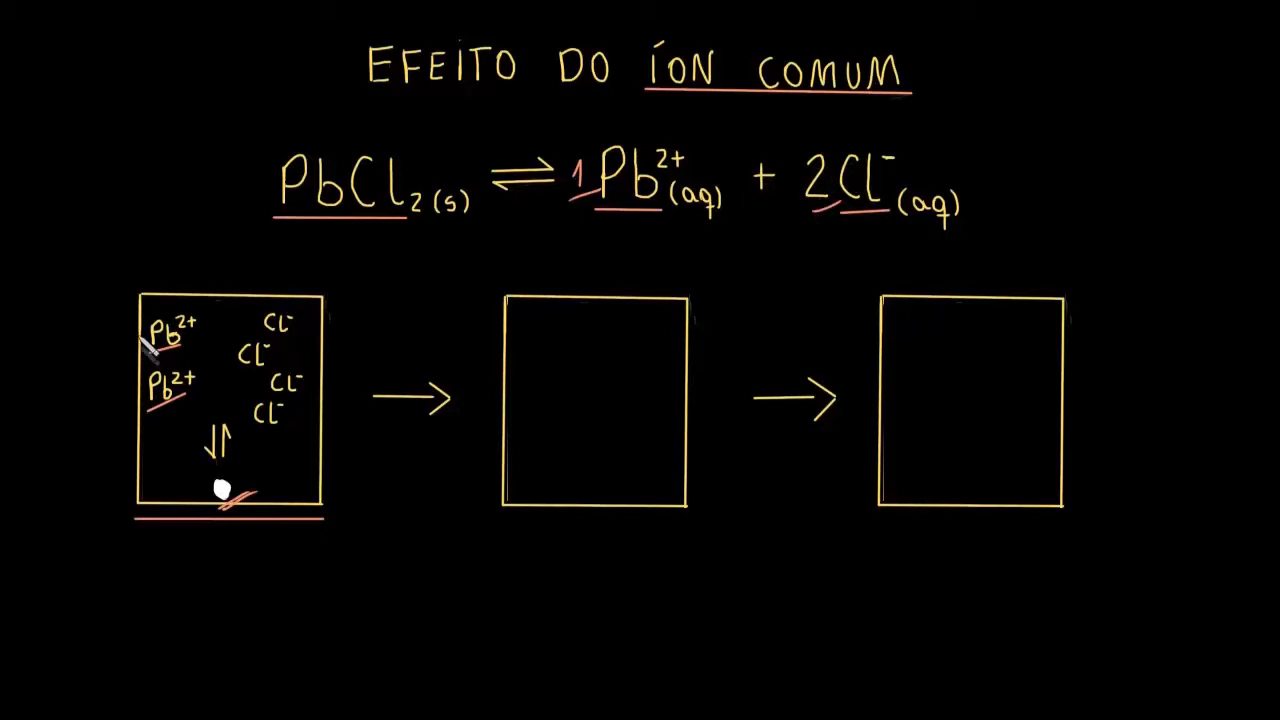 EFEITO DO ÍON COMUM
PbCl₂(s) ⇌ 1Pb²⁺(aq) + 2Cl⁻(aq)
Pb²⁺ Cl⁻
Cl⁻
Pb²⁺ Cl⁻
Cl⁻